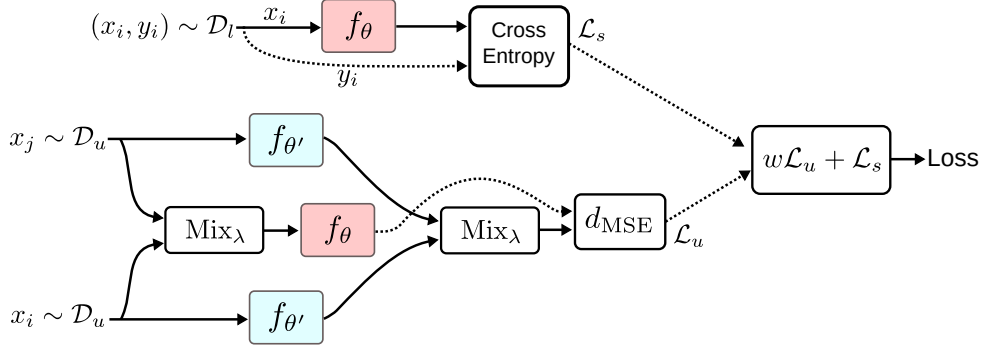 (x_i, y_i) ∼ 𝒟_l
x_i
f_θ
Cross
Entropy
ℒ_s
y_i
x_j ∼ 𝒟_u
f_θ′
wℒ_u + ℒ_s
Loss
Mix_λ
f_θ
Mix_λ
d_MSE
ℒ_u
x_i ∼ 𝒟_u
f_θ′